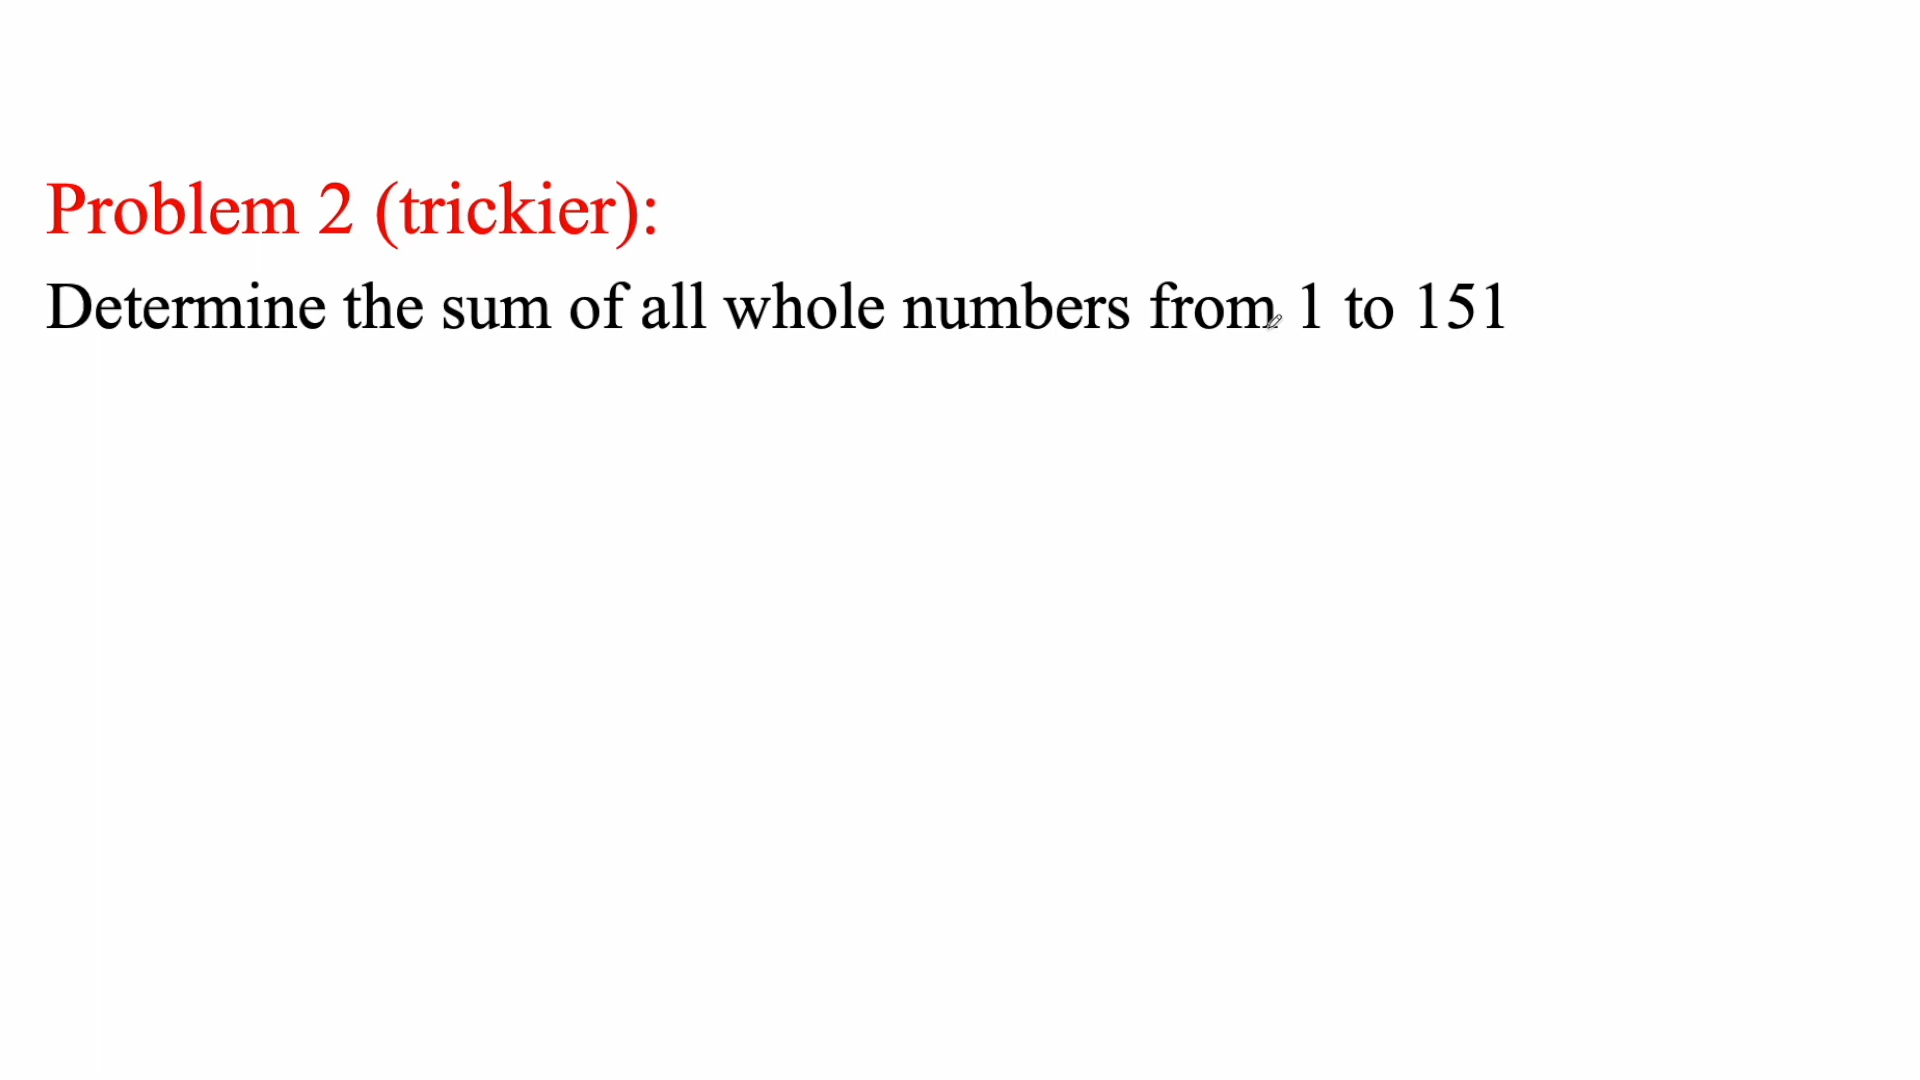 Problem 2 (trickier):
Determine the sum of all whole numbers from 1 to 151